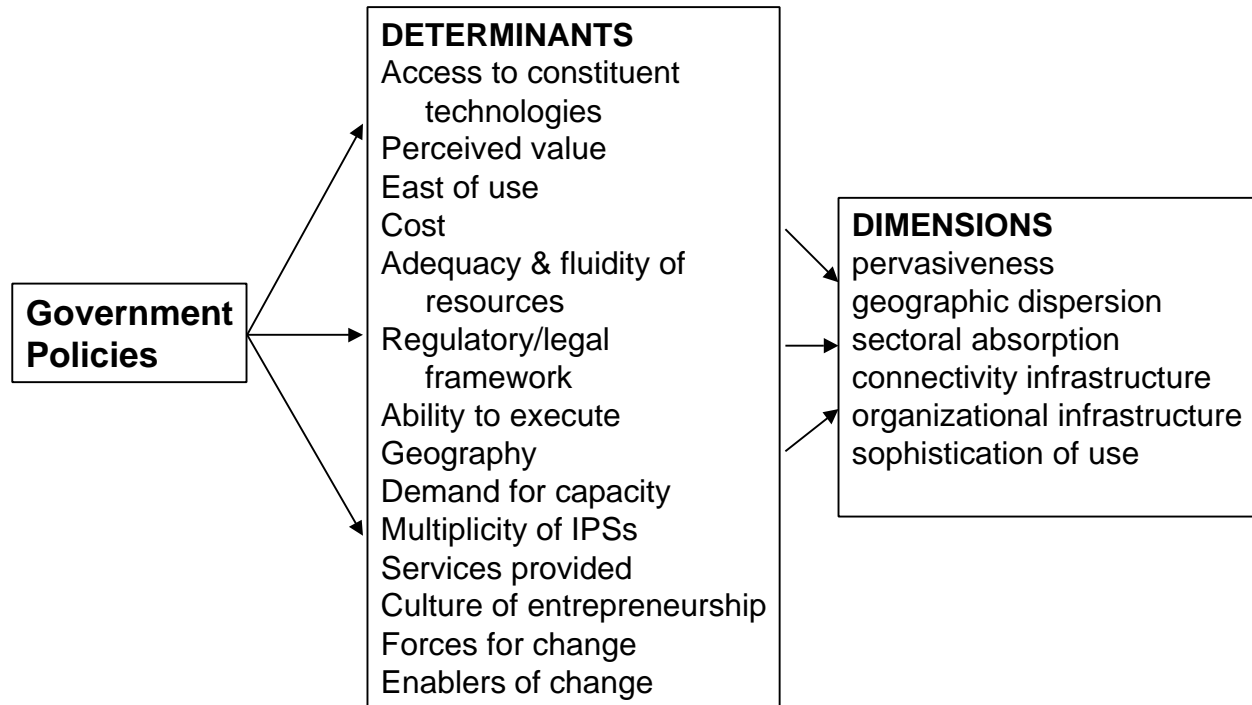 Government
Policies
DETERMINANTS
Access to constituent
technologies
Perceived value
East of use
Cost
Adequacy & fluidity of
resources
Regulatory/legal
framework
Ability to execute
Geography
Demand for capacity
Multiplicity of IPSs
Services provided
Culture of entrepreneurship
Forces for change
Enablers of change
DIMENSIONS
pervasiveness
geographic dispersion
sectoral absorption
connectivity infrastructure
organizational infrastructure
sophistication of use